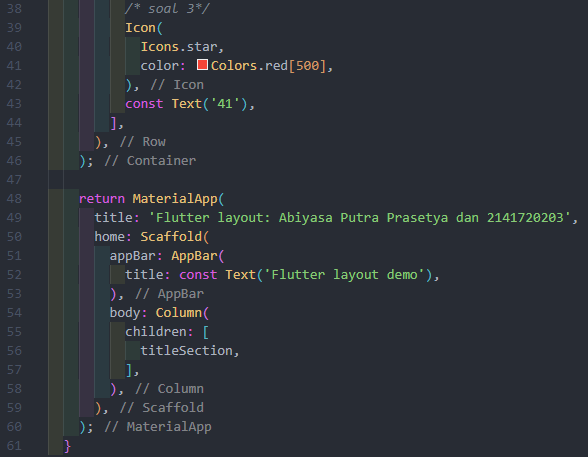 38 /* soal 3*/
39 Icon(
40 Icons.star,
41 color: Colors.red[500],
42 ), // Icon
43 const Text('41'),
44 ],
45 ), // Row
46 ); // Container
47
48 return MaterialApp(
49 title: 'Flutter layout: Abiyasa Putra Prasetya dan 2141720203',
50 home: Scaffold(
51 appBar: AppBar(
52 title: const Text('Flutter layout demo'),
53 ), // AppBar
54 body: Column(
55 children: [
56 titleSection,
57 ],
58 ), // Column
59 ), // Scaffold
60 ); // MaterialApp
61 }